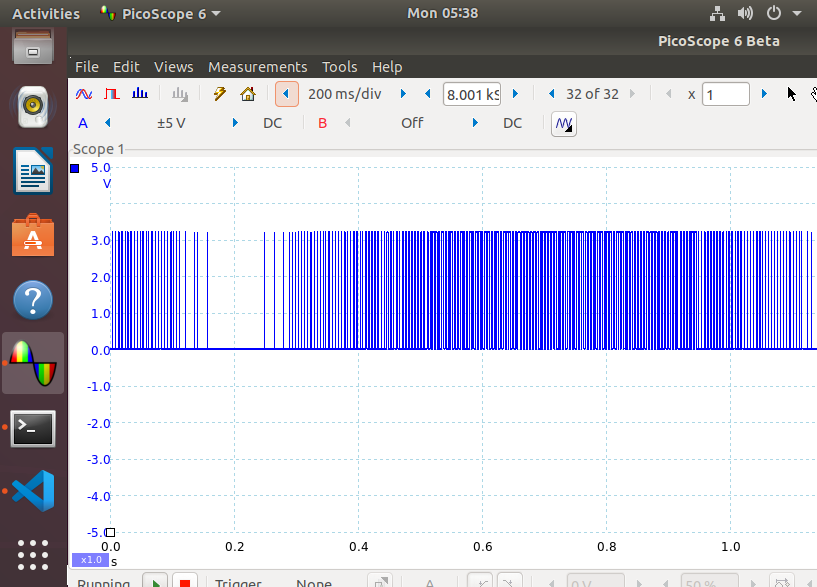 Activities PicoScope 6 Mon 05:38
PicoScope 6 Beta
File Edit Views Measurements Tools Help
200 ms/div 8.001 kS 32 of 32 x 1
A ±5 V DC B Off DC
Scope 1
5.0
V
3.0
2.0
1.0
0.0
-1.0
-2.0
-3.0
-4.0
-5.0
0.0 0.2 0.4 0.6 0.8 1.0
x1.0 s
Running Trigger None A 0 V 50 %